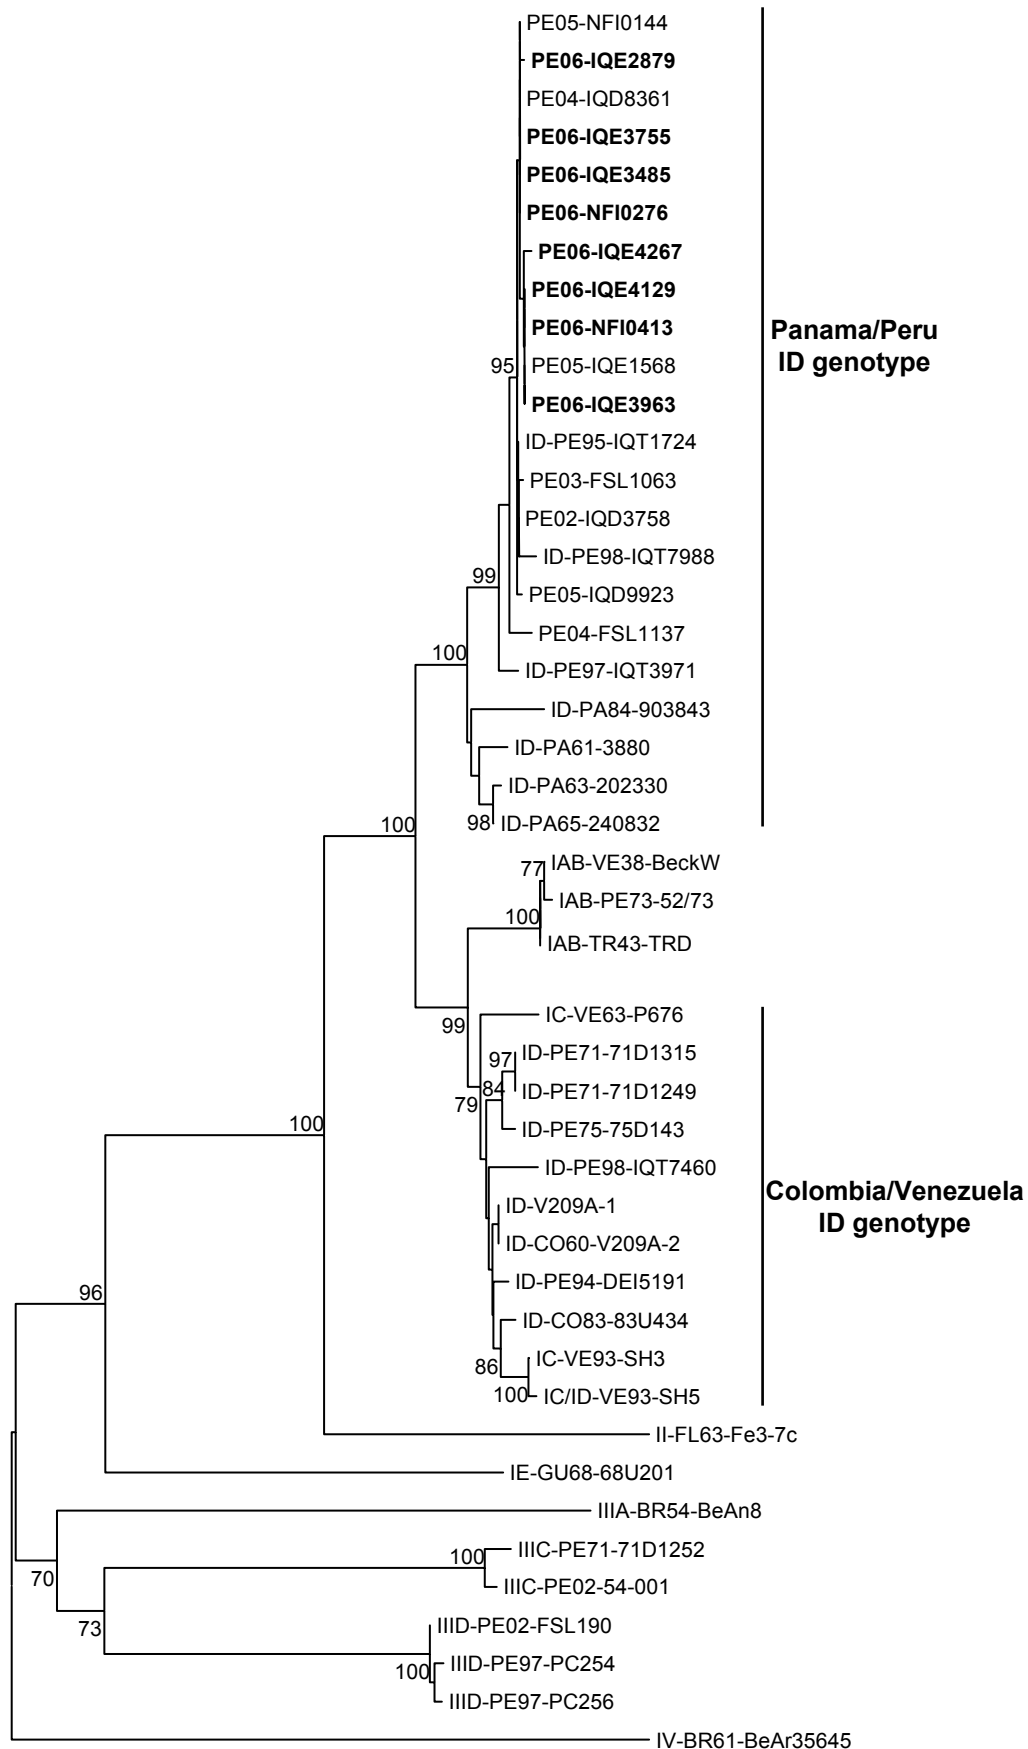 PE05-NFI0144
PE06-IQE2879
PE04-IQD8361
PE06-IQE3755
PE06-IQE3485
PE06-NFI0276
PE06-IQE4267
PE06-IQE4129
PE06-NFI0413
Panama/Peru
ID genotype
95
PE05-IQE1568
PE06-IQE3963
ID-PE95-IQT1724
PE03-FSL1063
PE02-IQD3758
ID-PE98-IQT7988
99
PE05-IQD9923
PE04-FSL1137
100
ID-PE97-IQT3971
ID-PA84-903843
ID-PA61-3880
ID-PA63-202330
100
98
ID-PA65-240832
IAB-VE38-BeckW
77
IAB-PE73-52/73
100
IAB-TR43-TRD
IC-VE63-P676
99
ID-PE71-71D1315
97
ID-PE71-71D1249
84
79
ID-PE75-75D143
100
ID-PE98-IQT7460
Colombia/Venezuela
ID genotype
ID-V209A-1
ID-CO60-V209A-2
ID-PE94-DEI5191
96
ID-CO83-83U434
IC-VE93-SH3
86
IC/ID-VE93-SH5
100
II-FL63-Fe3-7c
IE-GU68-68U201
IIIA-BR54-BeAn8
IIIC-PE71-71D1252
100
70
IIIC-PE02-54-001
73
IIID-PE02-FSL190
IIID-PE97-PC254
100
IIID-PE97-PC256
IV-BR61-BeAr35645